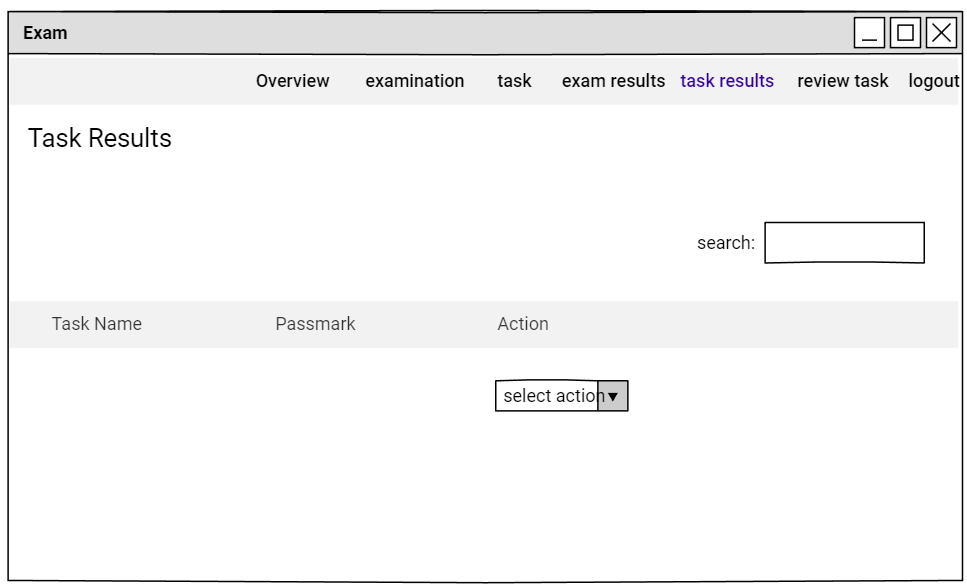 Exam
Overview examination task exam results task results review task logout
Task Results
search:
Task Name Passmark Action
select action